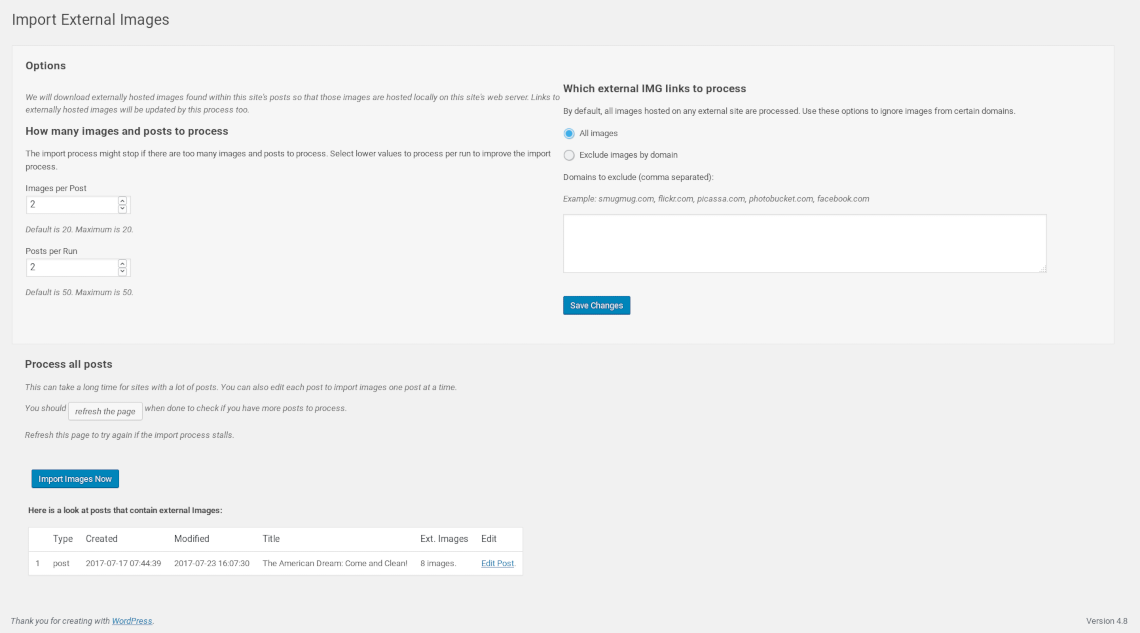 Import External Images
Options
We will download externally hosted images found within this site's posts so that those images are hosted locally on this site's web server. Links to
externally hosted images will be updated by this process too.
How many images and posts to process
The import process might stop if there are too many images and posts to process. Select lower values to process per run to improve the import
process.
Images per Post
2
Default is 20. Maximum is 20.
Posts per Run
2
Default is 50. Maximum is 50.
Which external IMG links to process
By default, all images hosted on any external site are processed. Use these options to ignore images from certain domains.
All images
Exclude images by domain
Domains to exclude (comma separated):
Example: smugmug.com, flickr.com, picassa.com, photobucket.com, facebook.com
Save Changes
Process all posts
This can take a long time for sites with a lot of posts. You can also edit each post to import images one post at a time.
You should refresh the page when done to check if you have more posts to process.
Refresh this page to try again if the import process stalls.
Import Images Now
Here is a look at posts that contain external Images:
Type Created Modified Title Ext. Images Edit
1 post 2017-07-17 07:44:39 2017-07-23 16:07:30 The American Dream: Come and Clean! 8 images. Edit Post.
Thank you for creating with WordPress.
Version 4.8